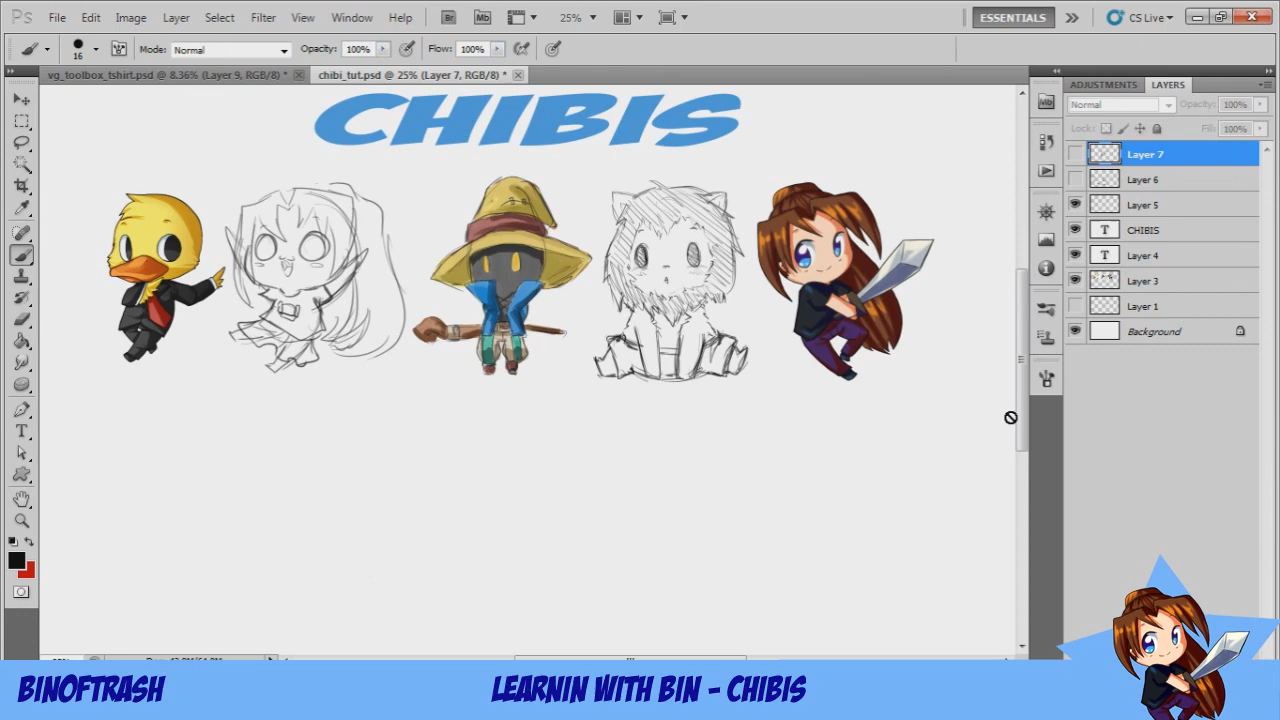 Ps File Edit Image Layer Select Filter View Window Help Br Mb 25% ESSENTIALS CS Live
16 Mode: Normal Opacity: 100% Flow: 100%
vg_toolbox_tshirt.psd @ 8.36% (Layer 9, RGB/8) * chibi_tut.psd @ 25% (Layer 7, RGB/8) *
ADJUSTMENTS LAYERS
Normal Opacity: 100%
Lock: Fill: 100%
Mb
CHIBIS
Layer 7
Layer 6
Layer 5
T CHIBIS
T Layer 4
Layer 3
Layer 1
Background
BINOFTRASH
LEARNIN WITH BIN - CHIBIS